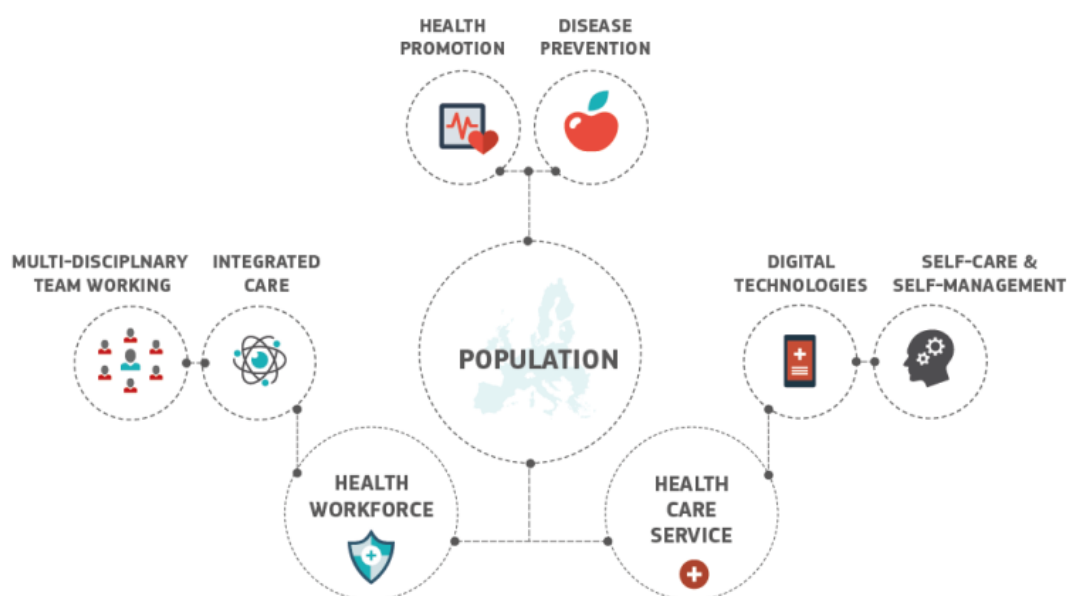 HEALTH
PROMOTION
DISEASE
PREVENTION
MULTI-DISCIPLNARY
TEAM WORKING
INTEGRATED
CARE
DIGITAL
TECHNOLOGIES
SELF-CARE &
SELF-MANAGEMENT
POPULATION
HEALTH
WORKFORCE
HEALTH
CARE
SERVICE